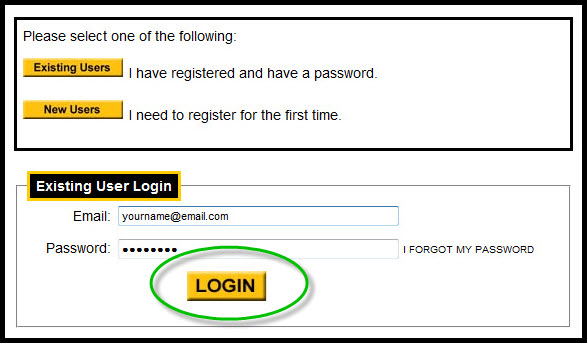 Please select one of the following:
Existing Users I have registered and have a password.
New Users I need to register for the first time.
Existing User Login
Email: yourname@email.com
Password: ●●●●●●●● I FORGOT MY PASSWORD
LOGIN